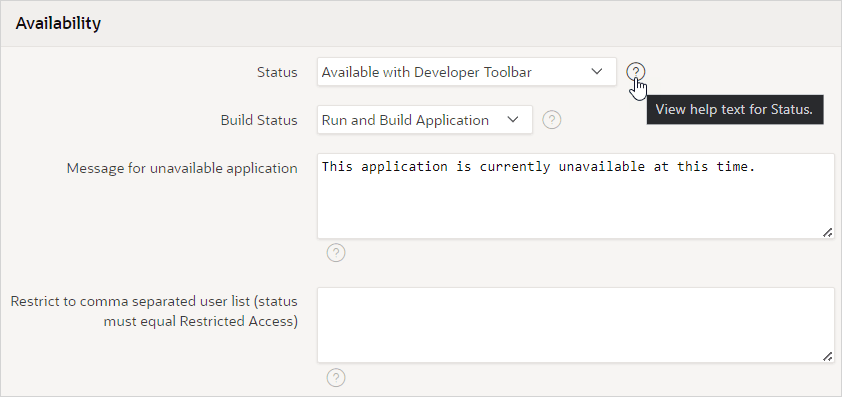 Availability
Status
Available with Developer Toolbar
?
View help text for Status.
Build Status
Run and Build Application
?
Message for unavailable application
This application is currently unavailable at this time.
?
Restrict to comma separated user list (status
must equal Restricted Access)
?